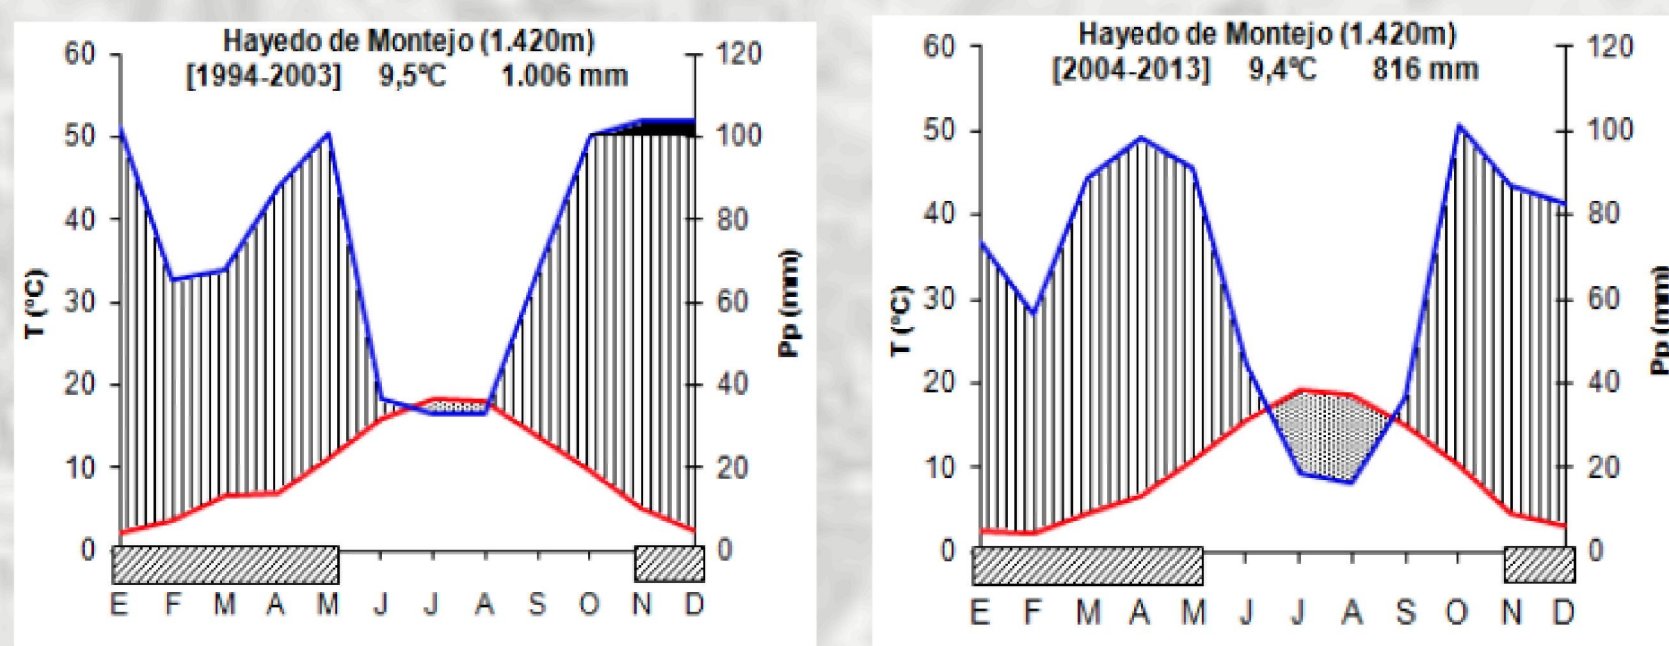 Hayedo de Montejo (1.420m)
[1994-2003] 9,5ºC 1.006 mm
60
50
40
30
20
10
0
T (ºC)
120
100
80
60
40
20
0
Pp (mm)
E F M A M J J A S O N D
Hayedo de Montejo (1.420m)
[2004-2013] 9,4ºC 816 mm
60
50
40
30
20
10
0
T (ºC)
120
100
80
60
40
20
0
Pp (mm)
E F M A M J J A S O N D